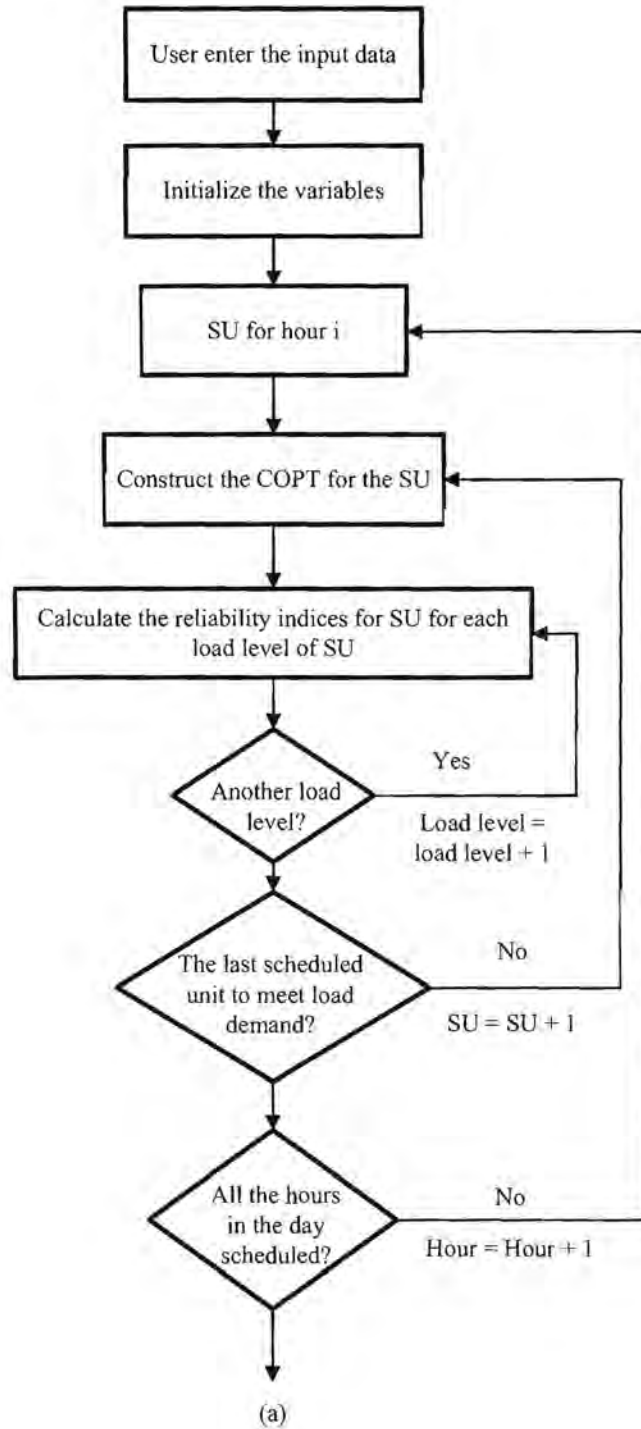 User enter the input data
Initialize the variables
SU for hour i
Construct the COPT for the SU
Calculate the reliability indices for SU for each
load level of SU
Yes
Another load
level?
Load level =
load level + 1
No
The last scheduled
unit to meet load
demand?
SU = SU + 1
No
All the hours
in the day
scheduled?
Hour = Hour + 1
(a)